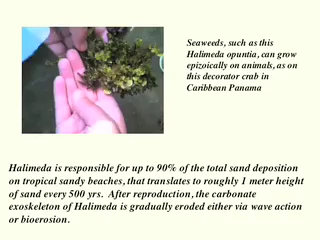 Seaweeds, such as this
Halimeda opuntia, can grow
epizoically on animals, as on
this decorator crab in
Caribbean Panama
Halimeda is responsible for up to 90% of the total sand deposition
on tropical sandy beaches, that translates to roughly 1 meter height
of sand every 500 yrs.  After reproduction, the carbonate
exoskeleton of Halimeda is gradually eroded either via wave action
or bioerosion.